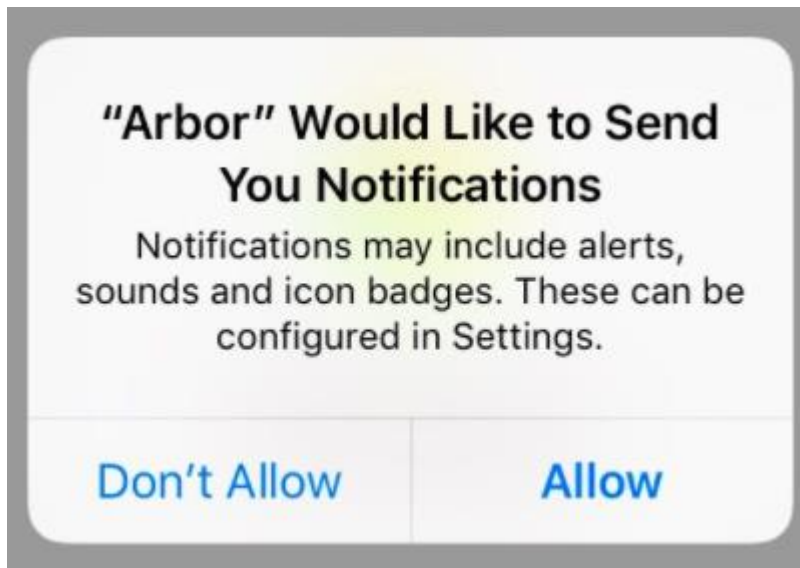 “Arbor” Would Like to Send
You Notifications
Notifications may include alerts,
sounds and icon badges. These can be
configured in Settings.
Don’t Allow
Allow